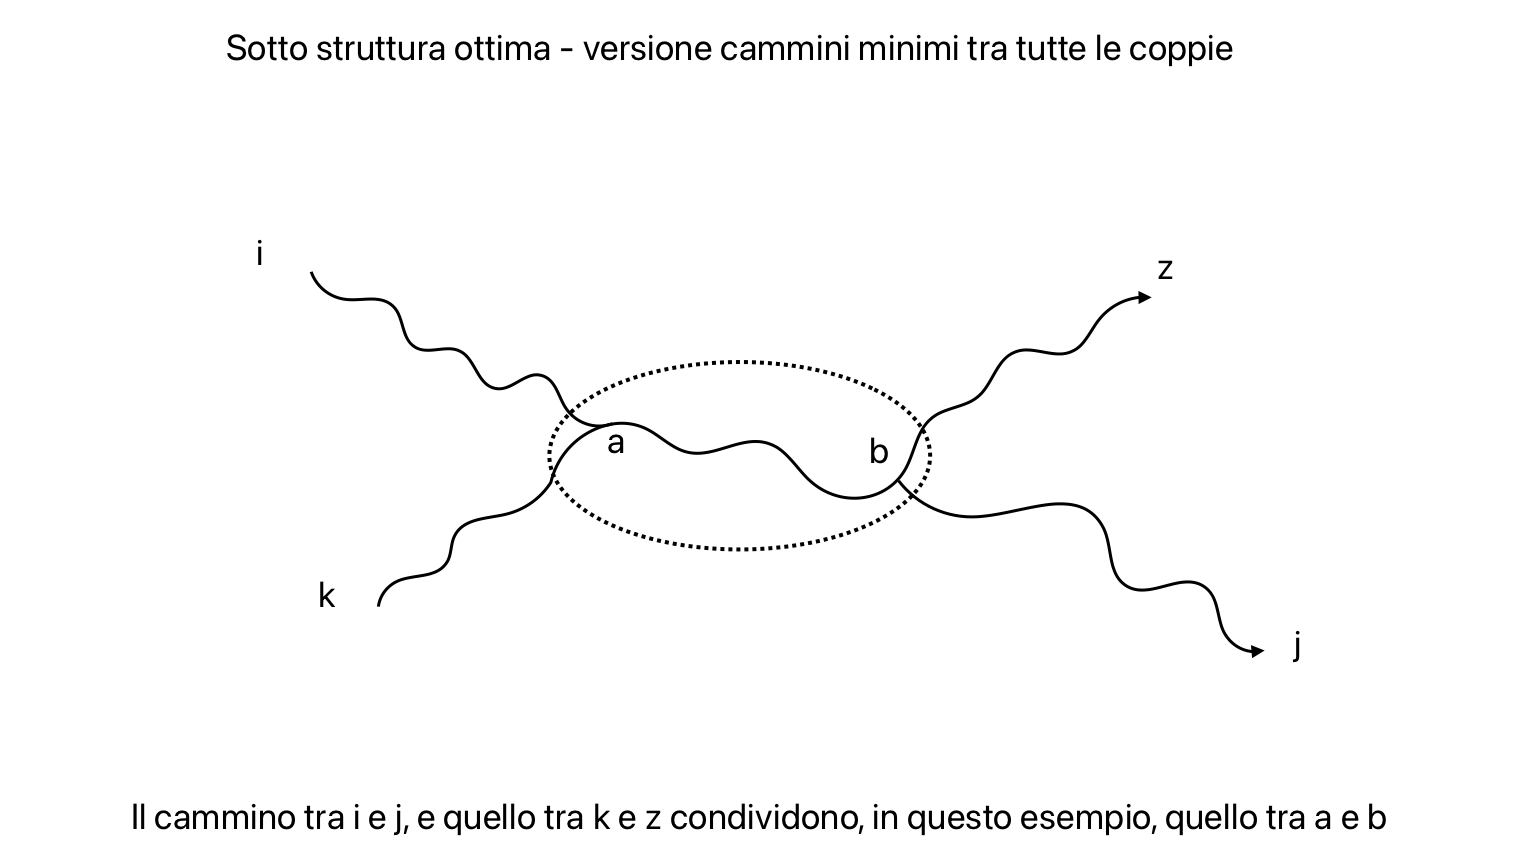 Sotto struttura ottima - versione cammini minimi tra tutte le coppie
i
z
a
b
k
j
Il cammino tra i e j, e quello tra k e z condividono, in questo esempio, quello tra a e b